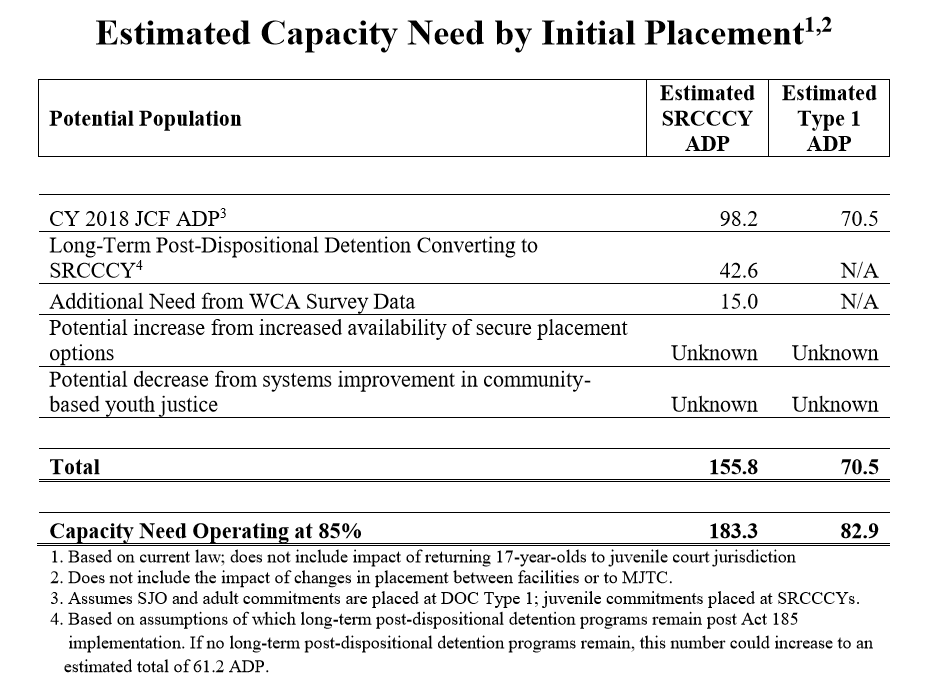 Estimated Capacity Need by Initial Placement1,2
Potential Population
Estimated
SRCCCY
ADP
Estimated
Type 1
ADP
CY 2018 JCF ADP3 98.2 70.5
Long-Term Post-Dispositional Detention Converting to
SRCCCY4 42.6 N/A
Additional Need from WCA Survey Data 15.0 N/A
Potential increase from increased availability of secure placement
options Unknown Unknown
Potential decrease from systems improvement in community-
based youth justice Unknown Unknown
Total 155.8 70.5
Capacity Need Operating at 85% 183.3 82.9
1. Based on current law; does not include impact of returning 17-year-olds to juvenile court jurisdiction
2. Does not include the impact of changes in placement between facilities or to MJTC.
3. Assumes SJO and adult commitments are placed at DOC Type 1; juvenile commitments placed at SRCCCYs.
4. Based on assumptions of which long-term post-dispositional detention programs remain post Act 185
implementation. If no long-term post-dispositional detention programs remain, this number could increase to an
estimated total of 61.2 ADP.